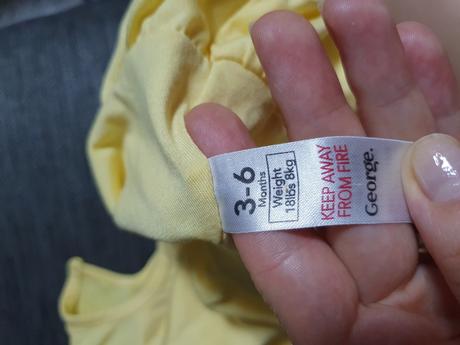 3-6
Months
Weight
18lbs 8kg
KEEP AWAY
FROM FIRE
George.